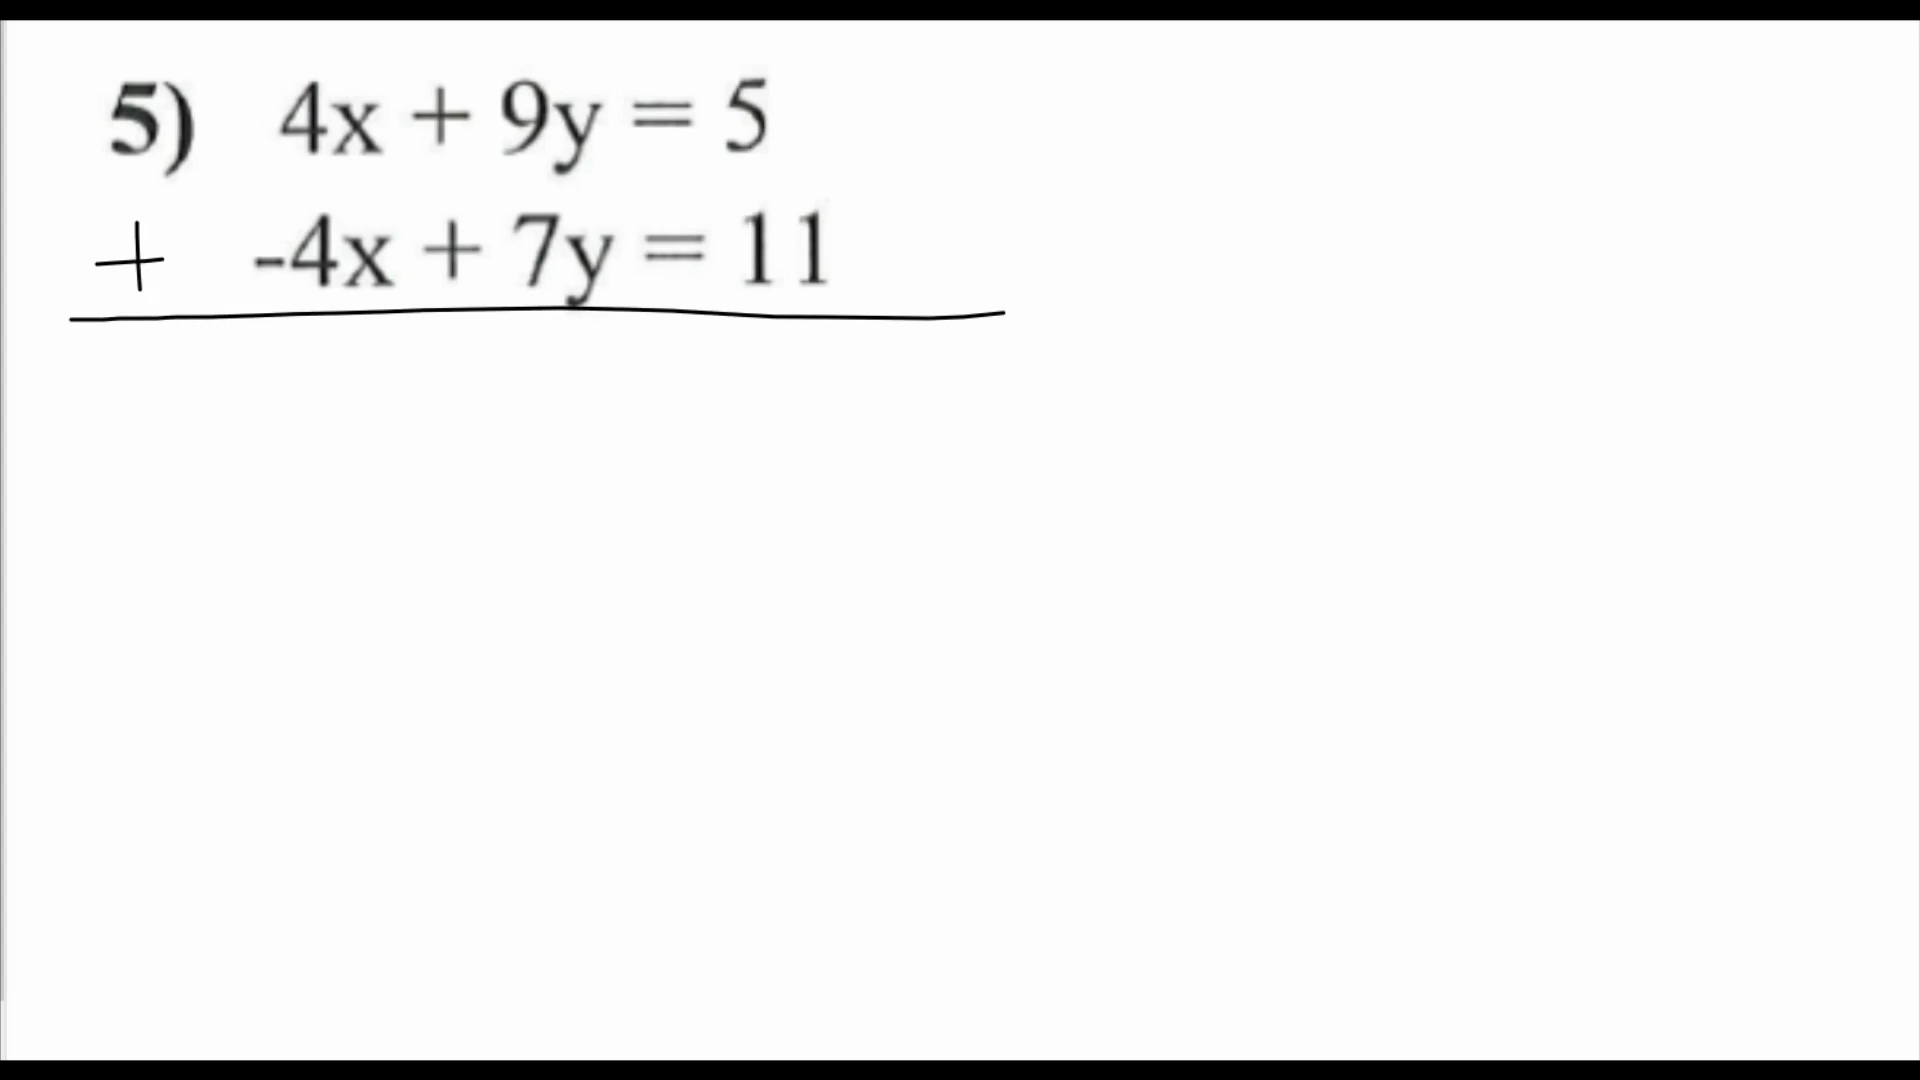 5) 4x + 9y = 5
+ -4x + 7y = 11